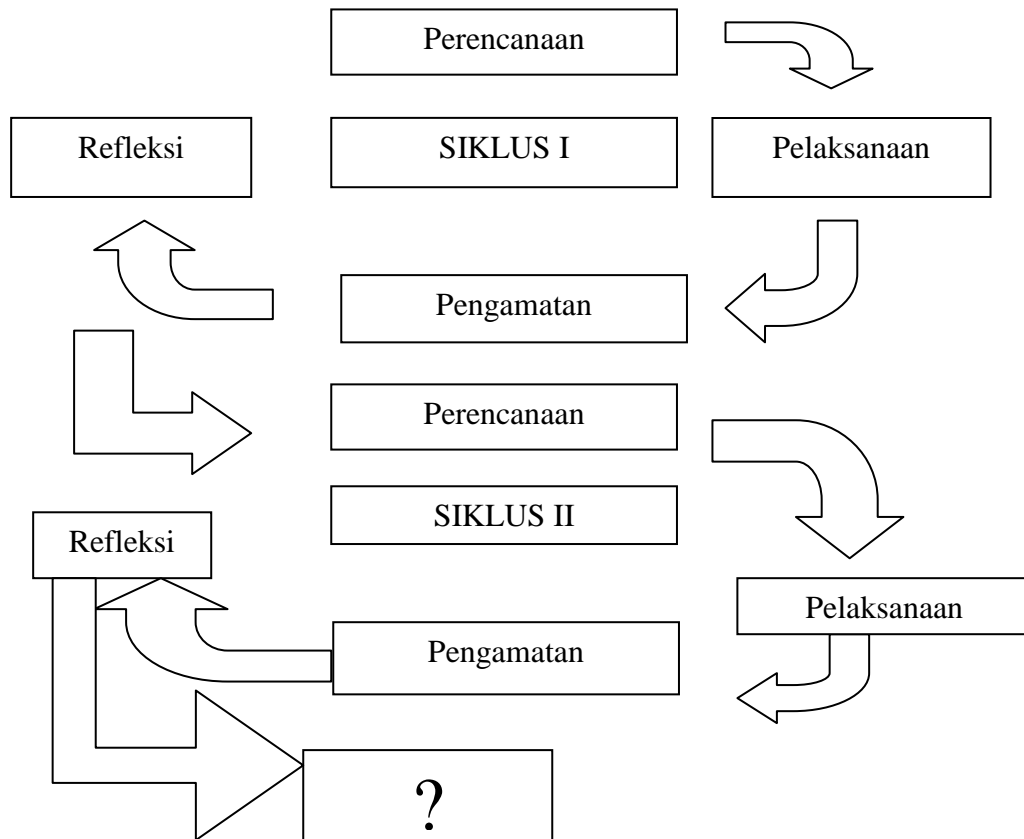 Perencanaan
Refleksi
SIKLUS I
Pelaksanaan
Pengamatan
Perencanaan
SIKLUS II
Refleksi
Pelaksanaan
Pengamatan
?